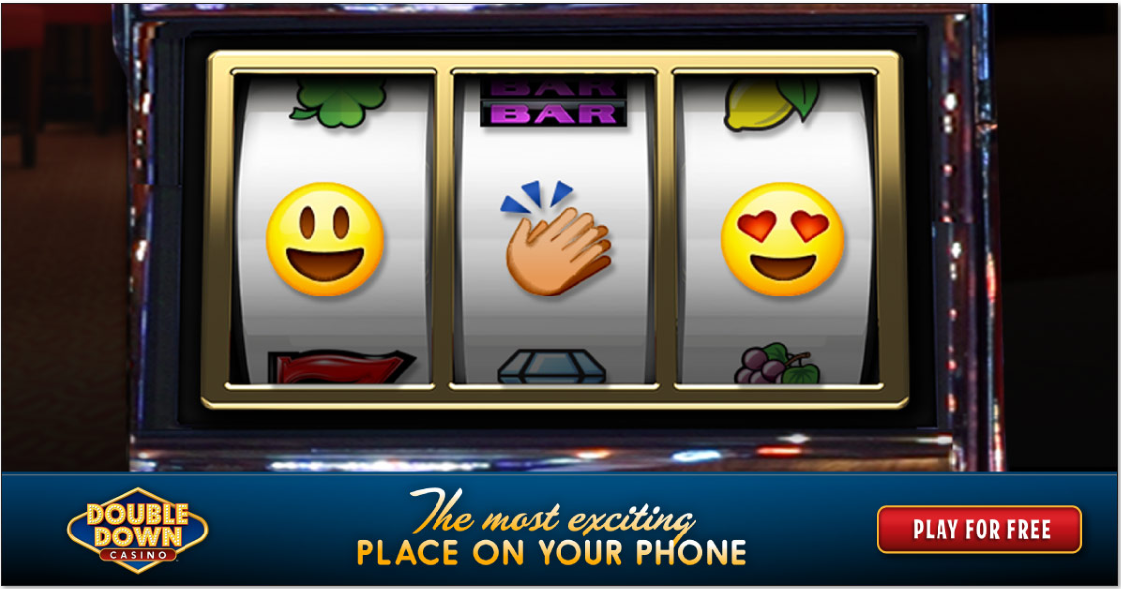 BAR
BAR
DOUBLE
DOWN
CASINO
The most exciting
PLACE ON YOUR PHONE
PLAY FOR FREE